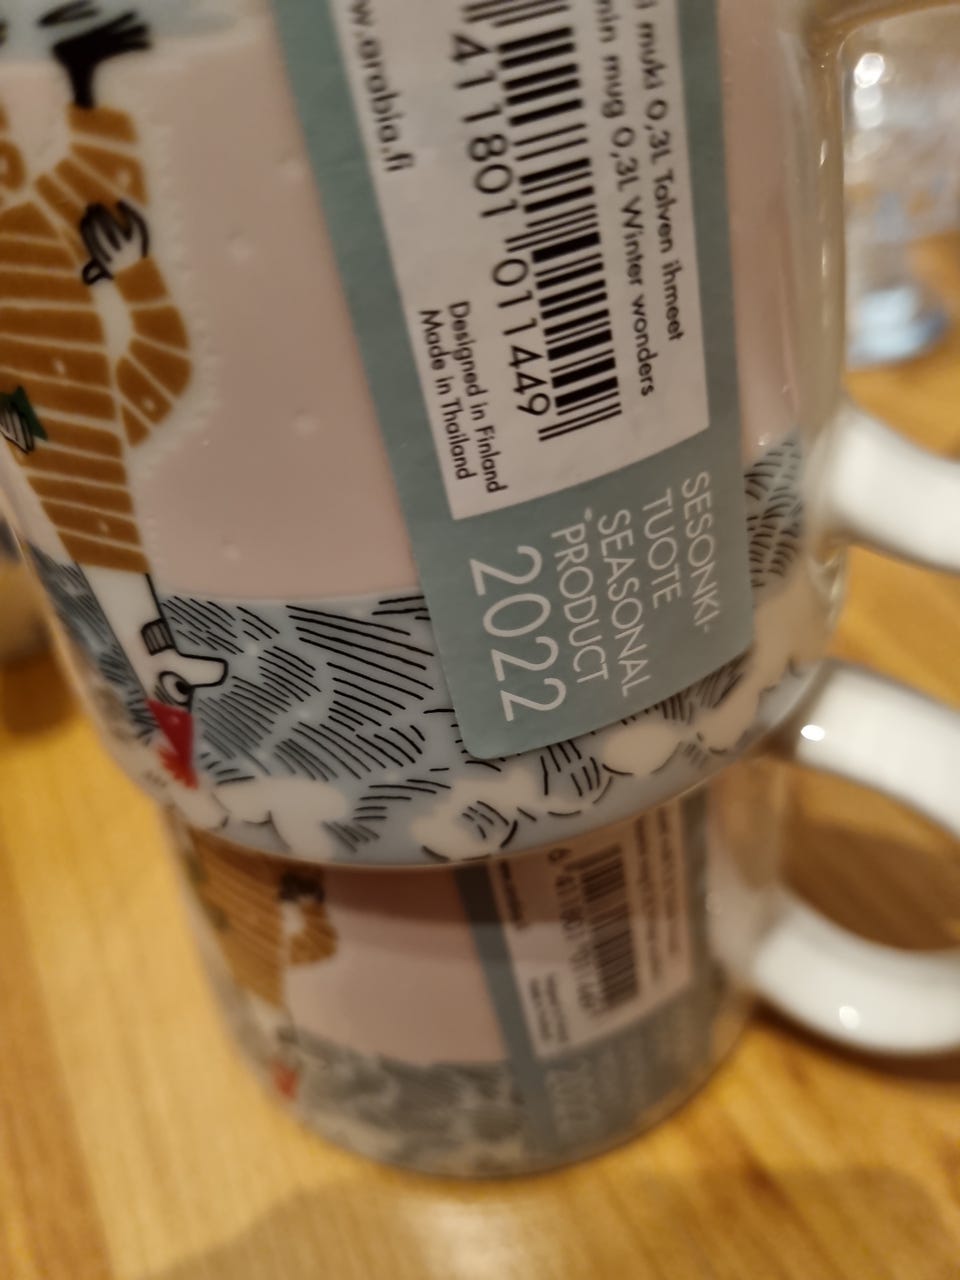 i muki 0,3L Talven ihmeet
min mug 0,3L Winter wonders
411801 011449
w.arabia.fi
Designed in Finland
Made in Thailand
SESONKI-
TUOTE
SEASONAL
PRODUCT
2022
2022